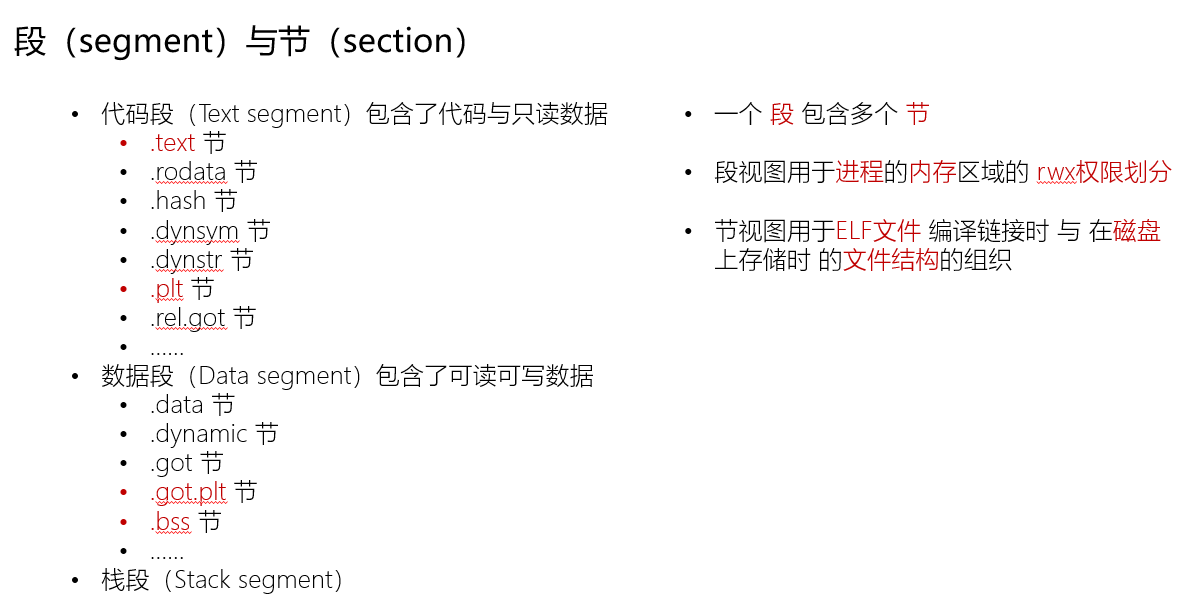 段（segment）与节（section）
• 代码段（Text segment）包含了代码与只读数据
• .text 节
• .rodata 节
• .hash 节
• .dynsym 节
• .dynstr 节
• .plt 节
• .rel.got 节
• ……
• 数据段（Data segment）包含了可读可写数据
• .data 节
• .dynamic 节
• .got 节
• .got.plt 节
• .bss 节
• ……
• 栈段（Stack segment）
• 一个 段 包含多个 节
• 段视图用于进程的内存区域的 rwx权限划分
• 节视图用于ELF文件 编译链接时 与 在磁盘
上存储时 的文件结构的组织